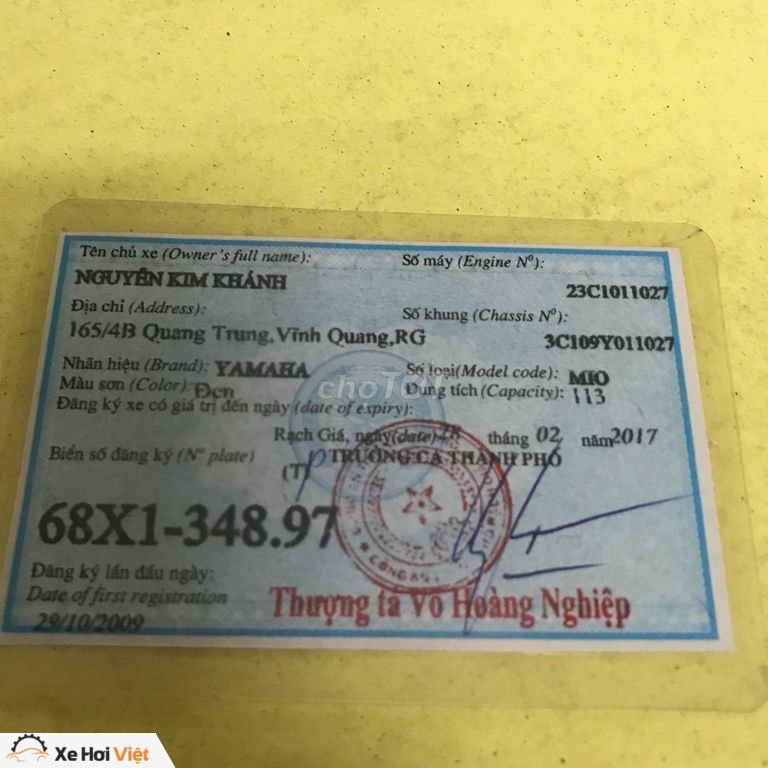 Tên chủ xe (Owner's full name):
NGUYỄN KIM KHÁNH
Số máy (Engine Nº):
23C1011027
Địa chỉ (Address):
165/4B Quang Trung,Vĩnh Quang,RG
Số khung (Chassis Nº):
3C109Y011027
Nhãn hiệu (Brand): YAMAHA
Số loại(Model code): MIO
Màu sơn (Color): Đen
Dung tích (Capacity): 113
choTốt
Đăng ký xe có giá trị đến ngày (date of expiry):
Rạch Giá, ngày(date) 28 tháng 02 năm 2017
Biển số đăng ký (Nº plate)
TRƯỞNG CA THÀNH PHỐ
68X1-348.97
Đăng ký lần đầu ngày:
Date of first registration
29/10/2009
Thượng tá Võ Hoàng Nghiệp
Xe Hơi Việt